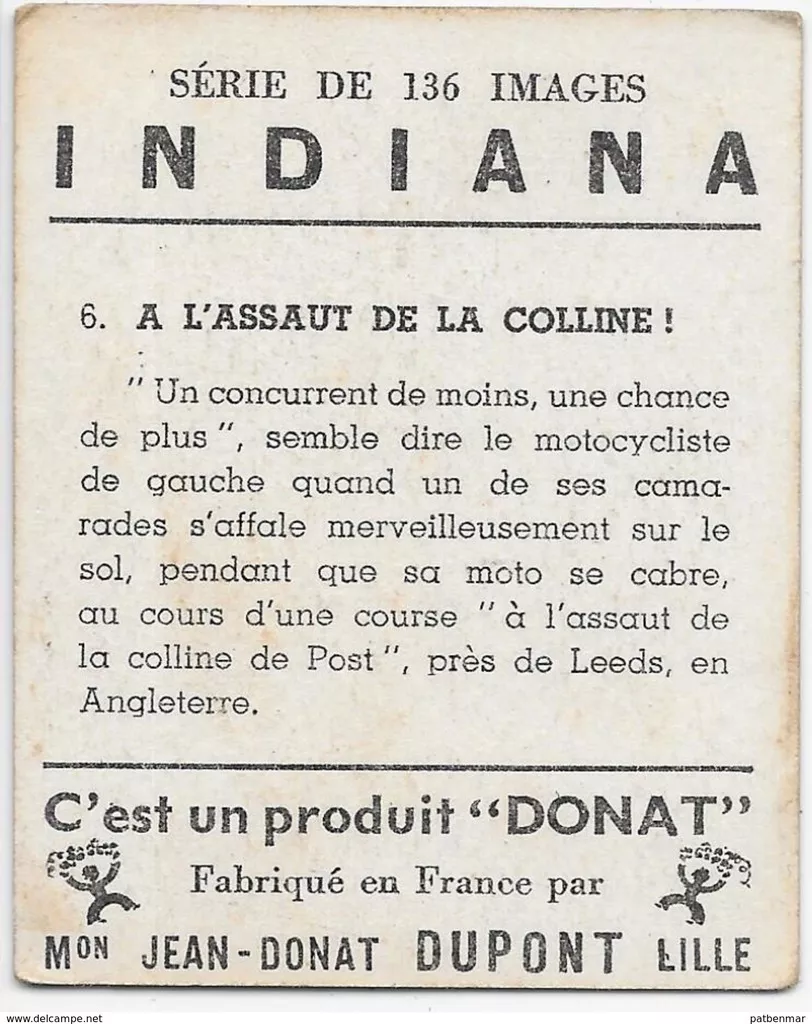 SÉRIE DE 136 IMAGES
INDIANA
6. A L'ASSAUT DE LA COLLINE !
" Un concurrent de moins, une chance
de plus ", semble dire le motocycliste
de gauche quand un de ses cama-
rades s'affale merveilleusement sur le
sol, pendant que sa moto se cabre,
au cours d'une course " à l'assaut de
la colline de Post ", près de Leeds, en
Angleterre.
C'est un produit "DONAT"
Fabriqué en France par
MON JEAN-DONAT DUPONT LILLE
www.delcampe.net
patbenmar